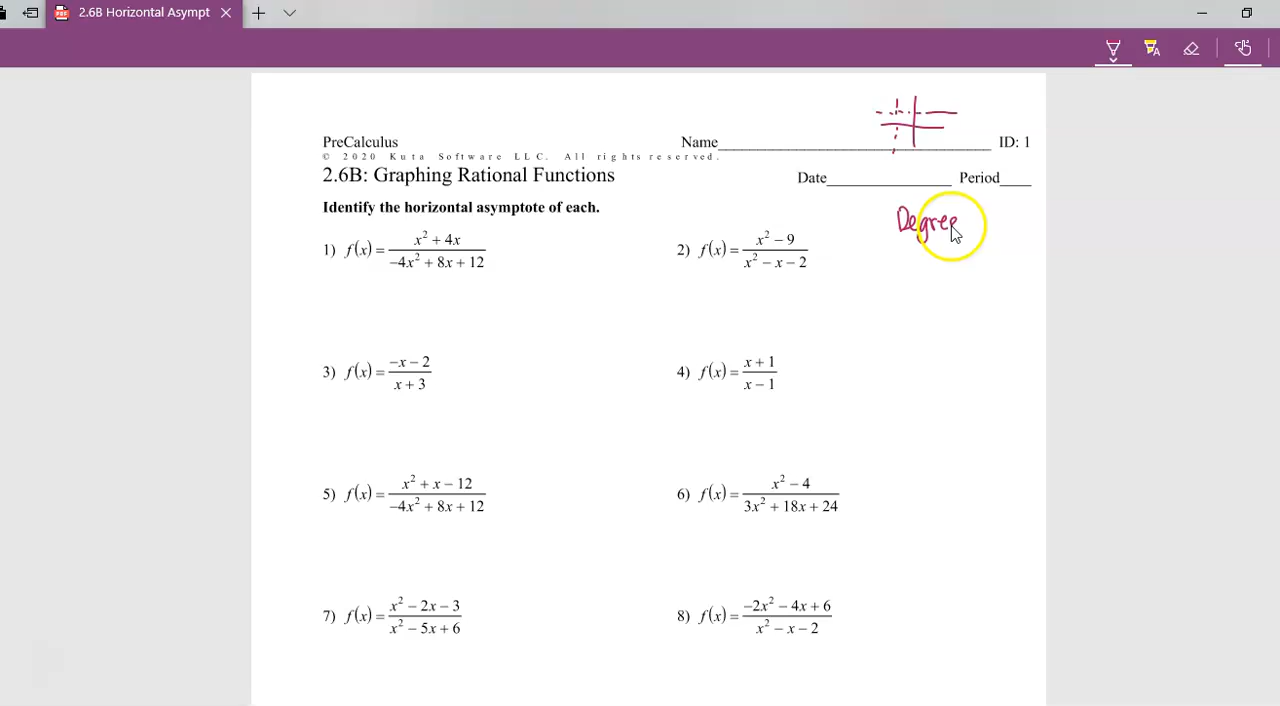 2.6B Horizontal Asympt
PreCalculus
Name ID: 1
© 2020 Kuta Software LLC. All rights reserved.
2.6B: Graphing Rational Functions
Date Period
Identify the horizontal asymptote of each.
Degree
1) f(x) = (x² + 4x)/(−4x² + 8x + 12)
2) f(x) = (x² − 9)/(x² − x − 2)
3) f(x) = (−x − 2)/(x + 3)
4) f(x) = (x + 1)/(x − 1)
5) f(x) = (x² + x − 12)/(−4x² + 8x + 12)
6) f(x) = (x² − 4)/(3x² + 18x + 24)
7) f(x) = (x² − 2x − 3)/(x² − 5x + 6)
8) f(x) = (−2x² − 4x + 6)/(x² − x − 2)